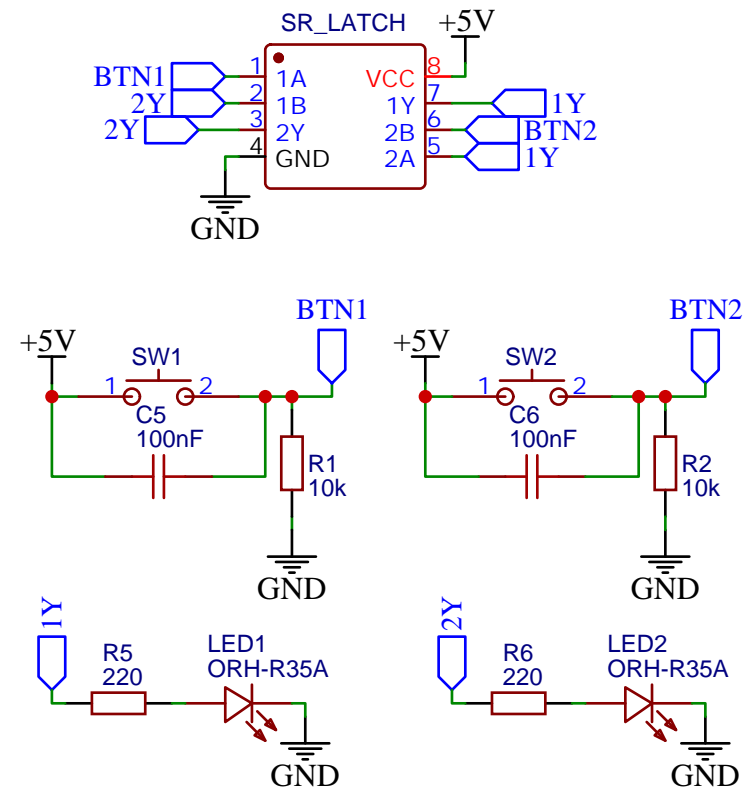 SR_LATCH +5V
BTN1 1 1A VCC 8
2Y 2 1B 1Y 7 1Y
2Y 3 2Y 2B 6 BTN2
4 GND 2A 5 1Y
GND
BTN1 BTN2
+5V SW1 +5V SW2
1 2 1 2
C5 C6
100nF 100nF
R1 R2
10k 10k
GND GND
1Y R5 LED1 2Y R6 LED2
220 ORH-R35A 220 ORH-R35A
GND GND